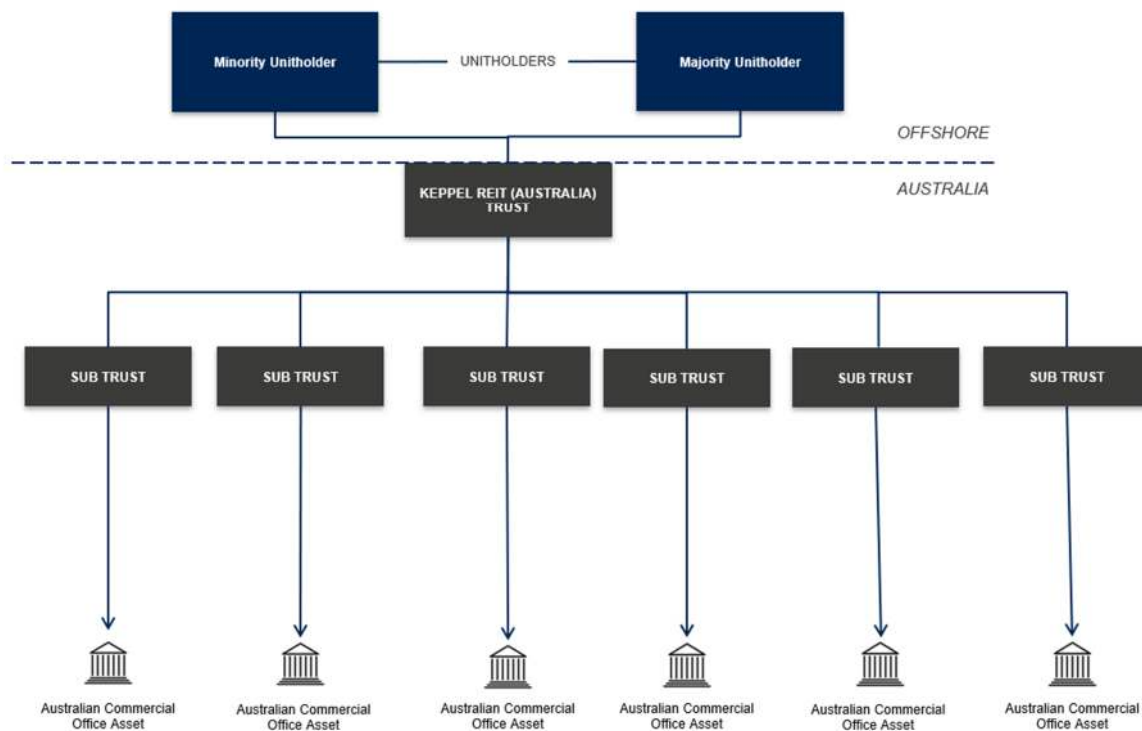 Minority Unitholder
UNITHOLDERS
Majority Unitholder
OFFSHORE
KEPPEL REIT (AUSTRALIA)
TRUST
AUSTRALIA
SUB TRUST
SUB TRUST
SUB TRUST
SUB TRUST
SUB TRUST
SUB TRUST
Australian Commercial
Office Asset
Australian Commercial
Office Asset
Australian Commercial
Office Asset
Australian Commercial
Office Asset
Australian Commercial
Office Asset
Australian Commercial
Office Asset